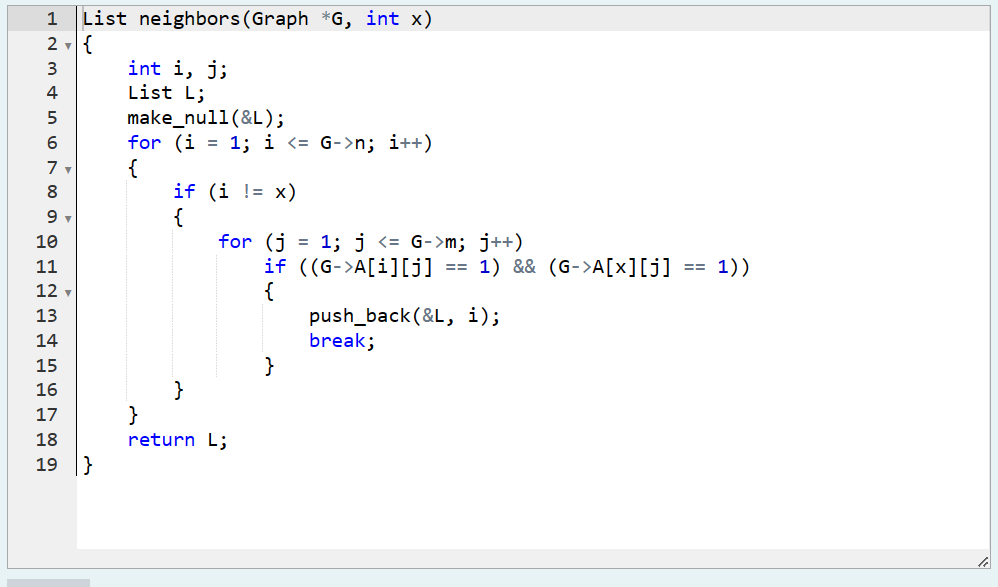 1 List neighbors(Graph *G, int x)
2 {
3     int i, j;
4     List L;
5     make_null(&L);
6     for (i = 1; i <= G->n; i++)
7     {
8         if (i != x)
9         {
10             for (j = 1; j <= G->m; j++)
11                 if ((G->A[i][j] == 1) && (G->A[x][j] == 1))
12                 {
13                     push_back(&L, i);
14                     break;
15                 }
16         }
17     }
18     return L;
19 }